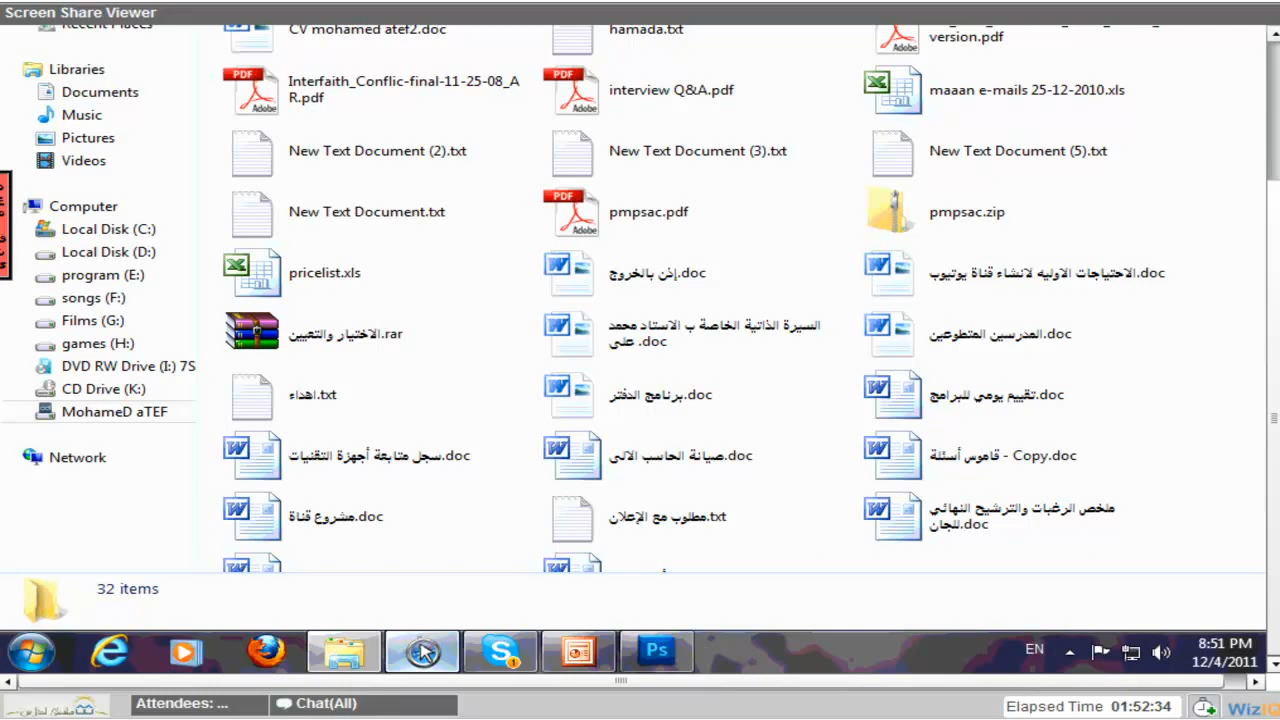 Screen Share Viewer
Recent Places
Libraries
Documents
Music
Pictures
Videos
Computer
Local Disk (C:)
Local Disk (D:)
program (E:)
songs (F:)
Films (G:)
games (H:)
DVD RW Drive (I:) 7S
CD Drive (K:)
MohameD aTEF
Network
CV mohamed atef2.doc
hamada.txt
version.pdf
Interfaith_Conflic-final-11-25-08_A
R.pdf
interview Q&A.pdf
maaan e-mails 25-12-2010.xls
New Text Document (2).txt
New Text Document (3).txt
New Text Document (5).txt
New Text Document.txt
pmpsac.pdf
pmpsac.zip
pricelist.xls
إذن بالخروج.doc
الاحتياجات الاوليه لانشاء قناة يوتيوب.doc
الاختيار والتعيين.rar
السيرة الذاتية الخاصة ب الاستاد محمد
على .doc
المدرسين المتطوعين.doc
اهداء.txt
برنامج الدفتر.doc
تقييم يومي للبرامج.doc
سجل متابعة أجهزة التقنيات.doc
صيانة الحاسب الالى.doc
قاموس أسئلة - Copy.doc
مشروع قناة.doc
مطلوب مع الإعلان.txt
ملخص الرغبات والترشيح النهائي
للجان.doc
32 items
EN
8:51 PM
12/4/2011
Attendees: ...
Chat(All)
Elapsed Time 01:52:34
WizIQ